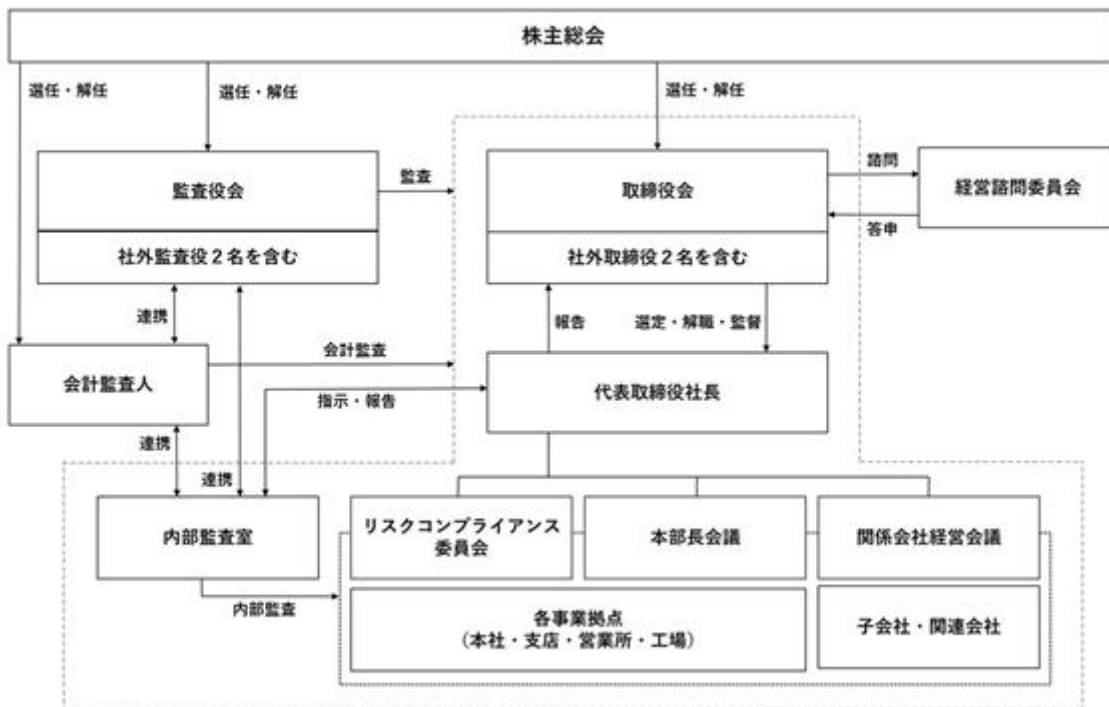 株主総会
選任・解任
選任・解任
選任・解任
監査役会
社外監査役２名を含む
監査
取締役会
社外取締役２名を含む
諮問
経営諮問委員会
答申
連携
報告
選定・解職・監督
会計監査人
会計監査
代表取締役社長
指示・報告
連携
連携
内部監査室
リスクコンプライアンス
委員会
本部長会議
関係会社経営会議
内部監査
各事業拠点
（本社・支店・営業所・工場）
子会社・関連会社